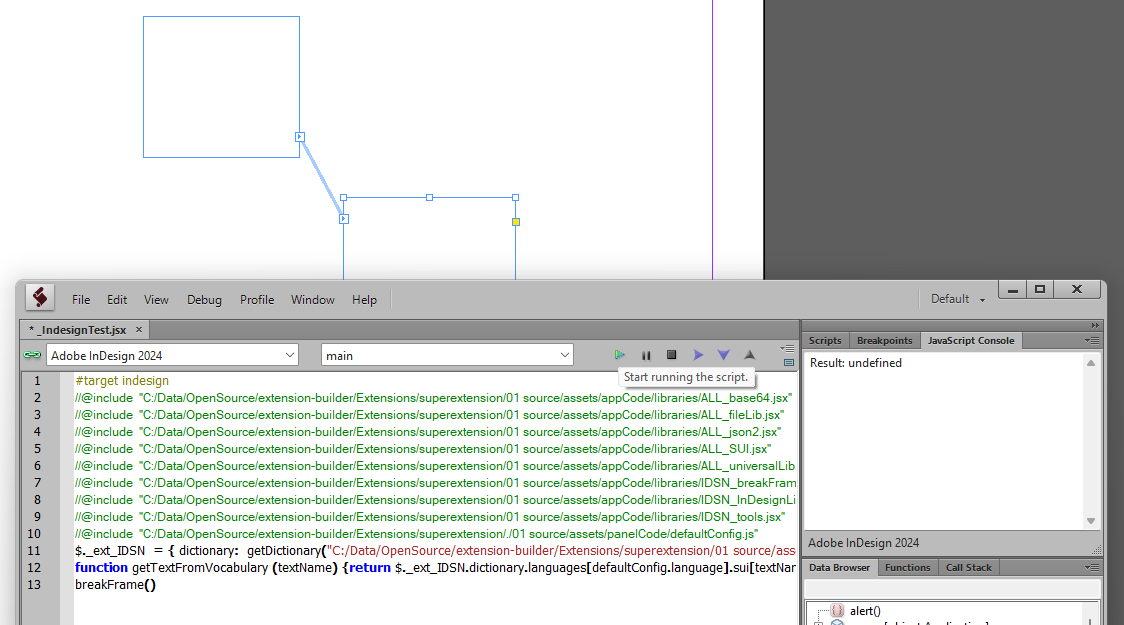 File Edit View Debug Profile Window Help Default
* _IndesignTest.jsx ×
Adobe InDesign 2024 main
Start running the script.
1 #target indesign
2 //@include "C:/Data/OpenSource/extension-builder/Extensions/superextension/01 source/assets/appCode/libraries/ALL_base64.jsx"
3 //@include "C:/Data/OpenSource/extension-builder/Extensions/superextension/01 source/assets/appCode/libraries/ALL_fileLib.jsx"
4 //@include "C:/Data/OpenSource/extension-builder/Extensions/superextension/01 source/assets/appCode/libraries/ALL_json2.jsx"
5 //@include "C:/Data/OpenSource/extension-builder/Extensions/superextension/01 source/assets/appCode/libraries/ALL_SUI.jsx"
6 //@include "C:/Data/OpenSource/extension-builder/Extensions/superextension/01 source/assets/appCode/libraries/ALL_universalLib
7 //@include "C:/Data/OpenSource/extension-builder/Extensions/superextension/01 source/assets/appCode/libraries/IDSN_breakFram
8 //@include "C:/Data/OpenSource/extension-builder/Extensions/superextension/01 source/assets/appCode/libraries/IDSN_InDesignLi
9 //@include "C:/Data/OpenSource/extension-builder/Extensions/superextension/01 source/assets/appCode/libraries/IDSN_tools.jsx"
10 //@include "C:/Data/OpenSource/extension-builder/Extensions/superextension/./01 source/assets/panelCode/defaultConfig.js"
11 $._ext_IDSN = { dictionary: getDictionary("C:/Data/OpenSource/extension-builder/Extensions/superextension/01 source/ass
12 function getTextFromVocabulary (textName) {return $._ext_IDSN.dictionary.languages[defaultConfig.language].sui[textNam
13 breakFrame()
Scripts Breakpoints JavaScript Console
Result: undefined
Adobe InDesign 2024
Data Browser Functions Call Stack
alert()